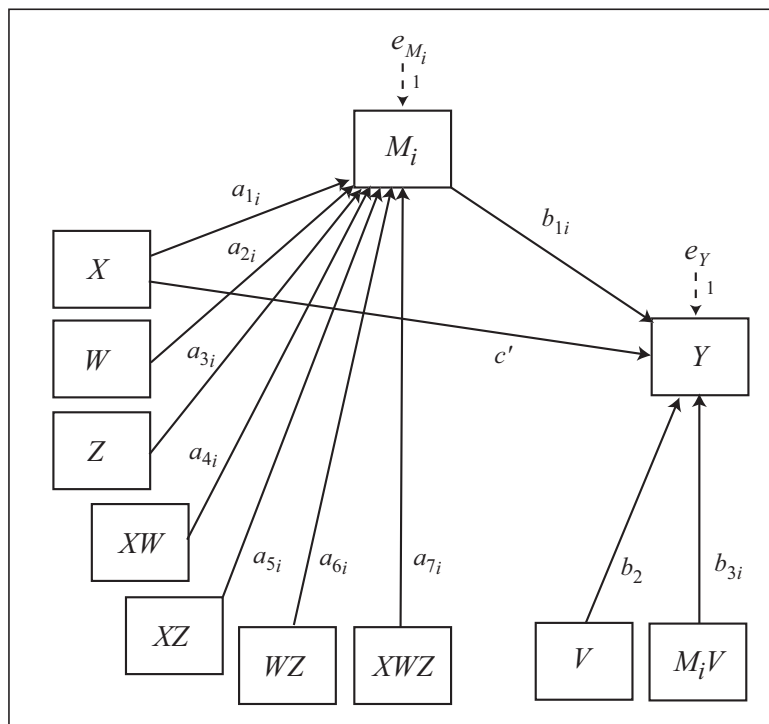 e_{M_i}
1
M_i
a_{1i}
b_{1i}
X
a_{2i}
e_Y
1
W
a_{3i}
c'
Y
Z
a_{4i}
XW
a_{5i}
a_{6i}
a_{7i}
b_2
b_{3i}
XZ
WZ
XWZ
V
M_iV